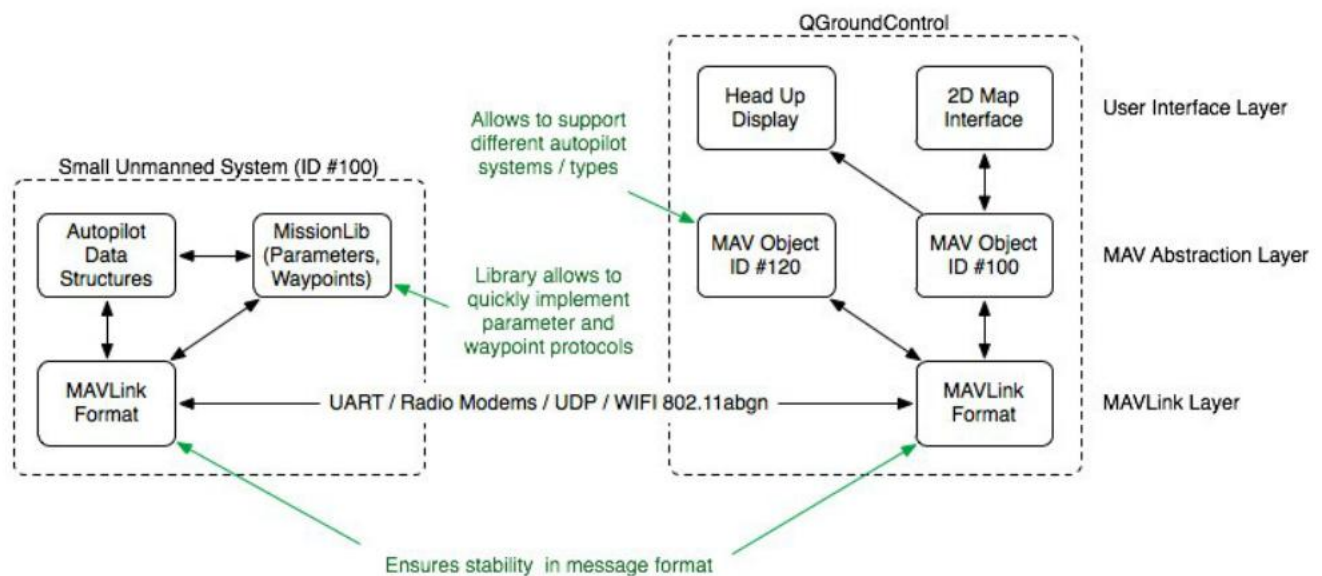 QGroundControl
Head Up
Display
2D Map
Interface
User Interface Layer
Allows to support
different autopilot
systems / types
Small Unmanned System (ID #100)
Autopilot
Data
Structures
MissionLib
(Parameters,
Waypoints)
MAV Object
ID #120
MAV Object
ID #100
MAV Abstraction Layer
Library allows to
quickly implement
parameter and
waypoint protocols
MAVLink
Format
UART / Radio Modems / UDP / WIFI 802.11abgn
MAVLink
Format
MAVLink Layer
Ensures stability in message format